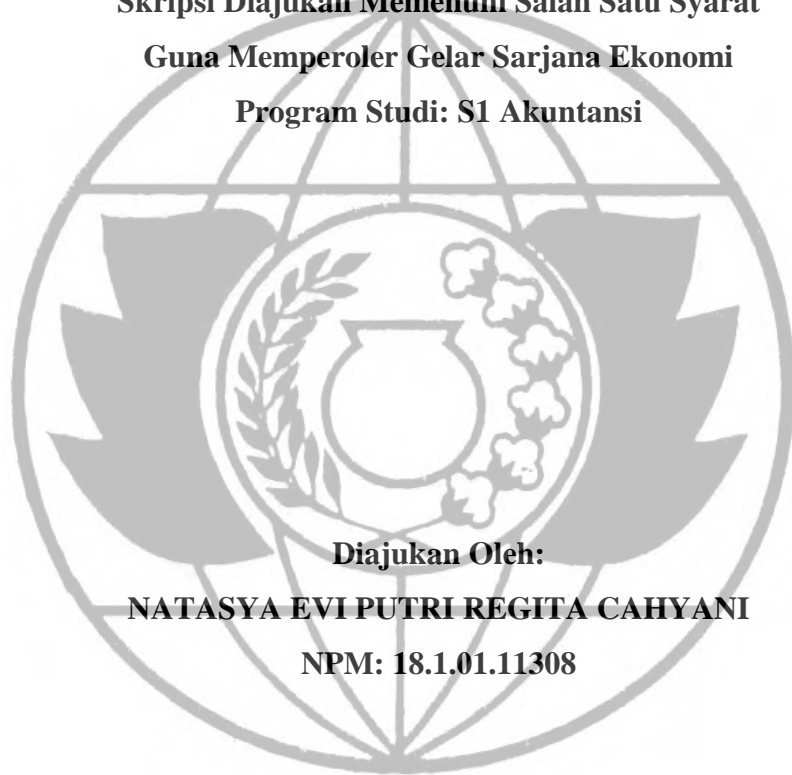 Skripsi Diajukan Memenuhi Salah Satu Syarat
Guna Memperoler Gelar Sarjana Ekonomi
Program Studi: S1 Akuntansi
Diajukan Oleh:
NATASYA EVI PUTRI REGITA CAHYANI
NPM: 18.1.01.11308